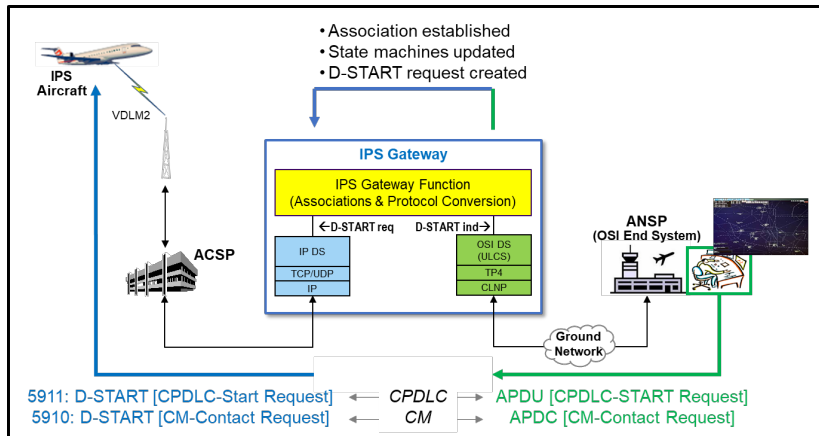 • Association established
• State machines updated
• D-START request created
IPS
Aircraft
VDLM2
IPS Gateway
IPS Gateway Function
(Associations & Protocol Conversion)
←D-START req
D-START ind→
ACSP
IP DS
TCP/UDP
IP
OSI DS
(ULCS)
TP4
CLNP
ANSP
(OSI End System)
Ground
Network
5911: D-START [CPDLC-Start Request]
CPDLC
APDU [CPDLC-START Request]
5910: D-START [CM-Contact Request]
CM
APDC [CM-Contact Request]